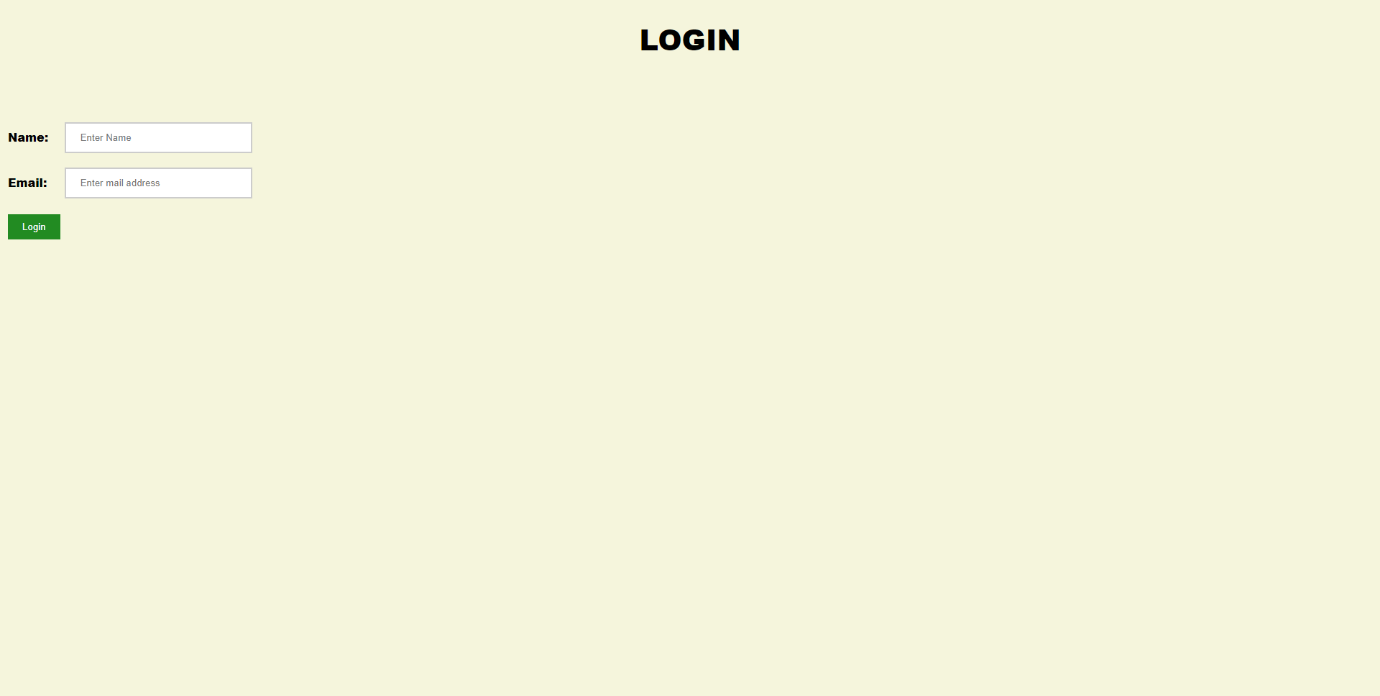 LOGIN
Name: Enter Name
Email: Enter mail address
Login